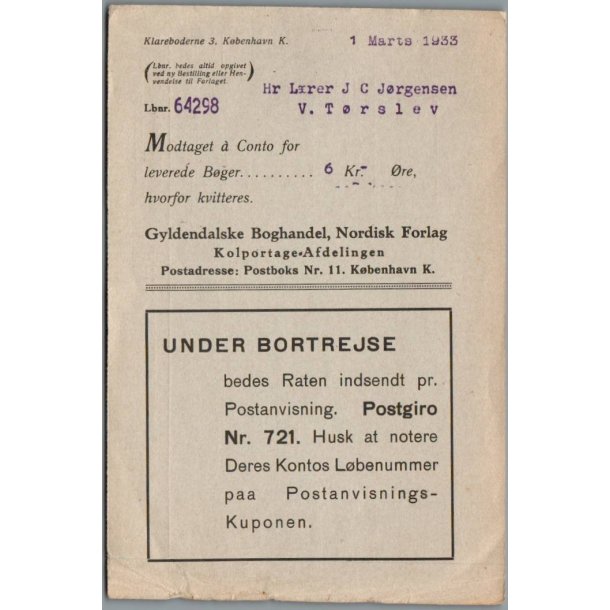 Klareboderne 3. København K.
1 Marts 1933
(Lbnr. bedes altid opgivet
ved ny Bestilling eller Hen-
vendelse til Forlaget.)
Hr Lærer J C Jørgensen
Lbnr. 64298
V. Tørslev
Modtaget à Conto for
leverede Bøger.......... 6 Kr.- Øre,
hvorfor kvitteres.
Gyldendalske Boghandel, Nordisk Forlag
Kolportage-Afdelingen
Postadresse: Postboks Nr. 11. København K.
UNDER BORTREJSE
bedes Raten indsendt pr.
Postanvisning. Postgiro
Nr. 721. Husk at notere
Deres Kontos Løbenummer
paa Postanvisnings-
Kuponen.